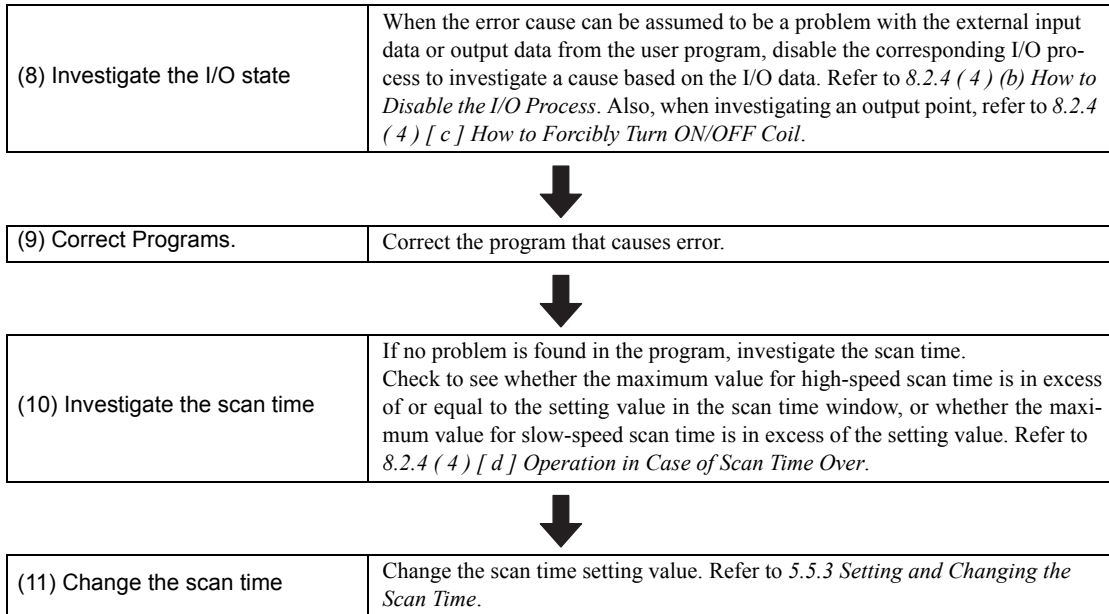 (8) Investigate the I/O state
When the error cause can be assumed to be a problem with the external input
data or output data from the user program, disable the corresponding I/O pro-
cess to investigate a cause based on the I/O data. Refer to 8.2.4 ( 4 ) (b) How to
Disable the I/O Process. Also, when investigating an output point, refer to 8.2.4
( 4 ) [ c ] How to Forcibly Turn ON/OFF Coil.
(9) Correct Programs.
Correct the program that causes error.
(10) Investigate the scan time
If no problem is found in the program, investigate the scan time.
Check to see whether the maximum value for high-speed scan time is in excess
of or equal to the setting value in the scan time window, or whether the maxi-
mum value for slow-speed scan time is in excess of the setting value. Refer to
8.2.4 ( 4 ) [ d ] Operation in Case of Scan Time Over.
(11) Change the scan time
Change the scan time setting value. Refer to 5.5.3 Setting and Changing the
Scan Time.